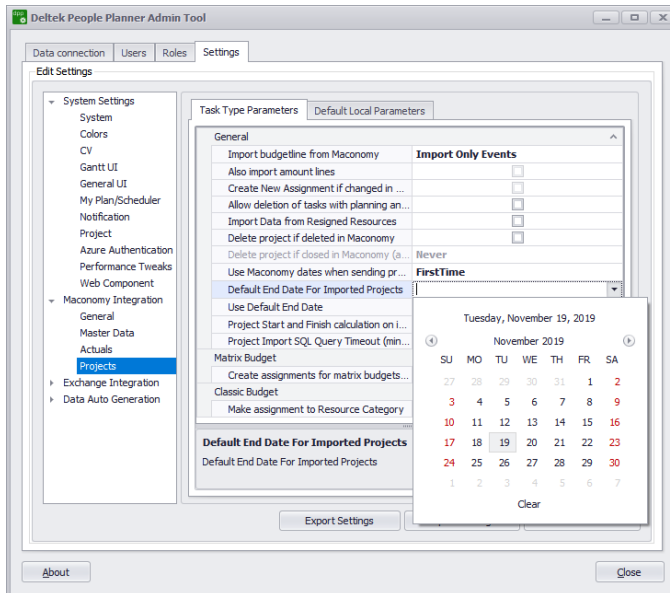 dpp
Deltek People Planner Admin Tool
Data connection Users Roles Settings
Edit Settings
System Settings
System
Colors
CV
Gantt UI
General UI
My Plan/Scheduler
Notification
Project
Azure Authentication
Performance Tweaks
Web Component
Maconomy Integration
General
Master Data
Actuals
Projects
Exchange Integration
Data Auto Generation
Task Type Parameters Default Local Parameters
General
Import budgetline from Maconomy Import Only Events
Also import amount lines
Create New Assignment if changed in ...
Allow deletion of tasks with planning an...
Import Data from Resigned Resources
Delete project if deleted in Maconomy
Delete project if closed in Maconomy (a... Never
Use Maconomy dates when sending pr... FirstTime
Default End Date For Imported Projects
Use Default End Date
Project Start and Finish calculation on i...
Project Import SQL Query Timeout (min...
Matrix Budget
Create assignments for matrix budgets...
Classic Budget
Make assignment to Resource Category
Default End Date For Imported Projects
Default End Date For Imported Projects
Tuesday, November 19, 2019
November 2019
SU MO TU WE TH FR SA
27 28 29 30 31 1 2
3 4 5 6 7 8 9
10 11 12 13 14 15 16
17 18 19 20 21 22 23
24 25 26 27 28 29 30
1 2 3 4 5 6 7
Clear
Export Settings
About Close